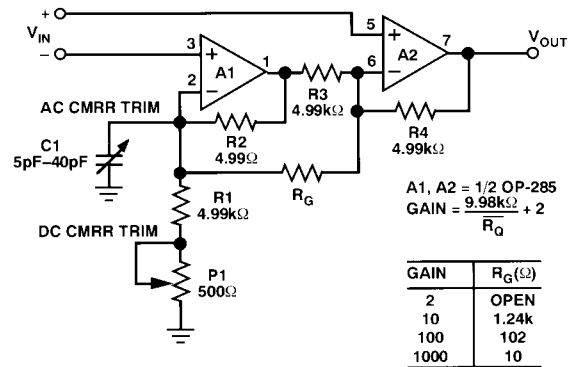 +
V_IN
−
3
+
A1
1
2
−
5
+
A2
7
6
−
V_OUT
AC CMRR TRIM
C1
5pF–40pF
R2
4.99Ω
R3
4.99kΩ
R4
4.99kΩ
R_G
R1
4.99kΩ
DC CMRR TRIM
P1
500Ω
A1, A2 = 1/2 OP-285
GAIN = 9.98kΩ / R_Q + 2
GAIN R_G(Ω)
2 OPEN
10 1.24k
100 102
1000 10